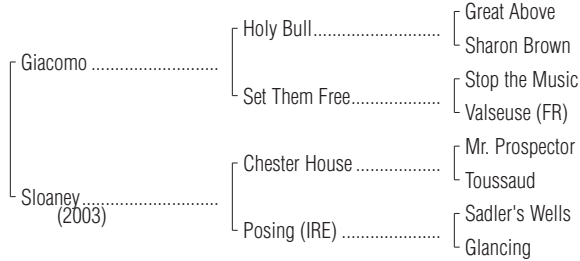 Great Above
Holy Bull..............................
Sharon Brown
Giacomo ..............................
Stop the Music
Set Them Free.....................
Valseuse (FR)
Mr. Prospector
Chester House ....................
Toussaud
Sloaney................................
(2003)
Sadler's Wells
Posing (IRE) .......................
Glancing